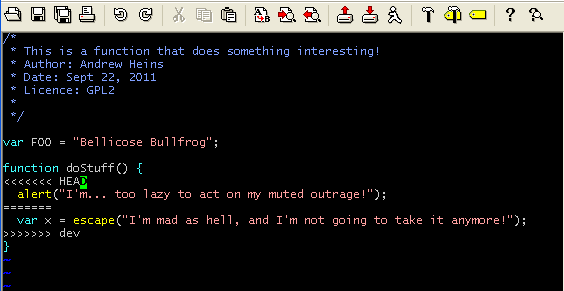 /*
 * This is a function that does something interesting!
 * Author: Andrew Heins
 * Date: Sept 22, 2011
 * Licence: GPL2
 *
 */
var FOO = "Bellicose Bullfrog";
function doStuff() {
<<<<<<< HEAD
  alert("I'm... too lazy to act on my muted outrage!");
=======
  var x = escape("I'm mad as hell, and I'm not going to take it anymore!");
>>>>>>> dev
}
~
~
~